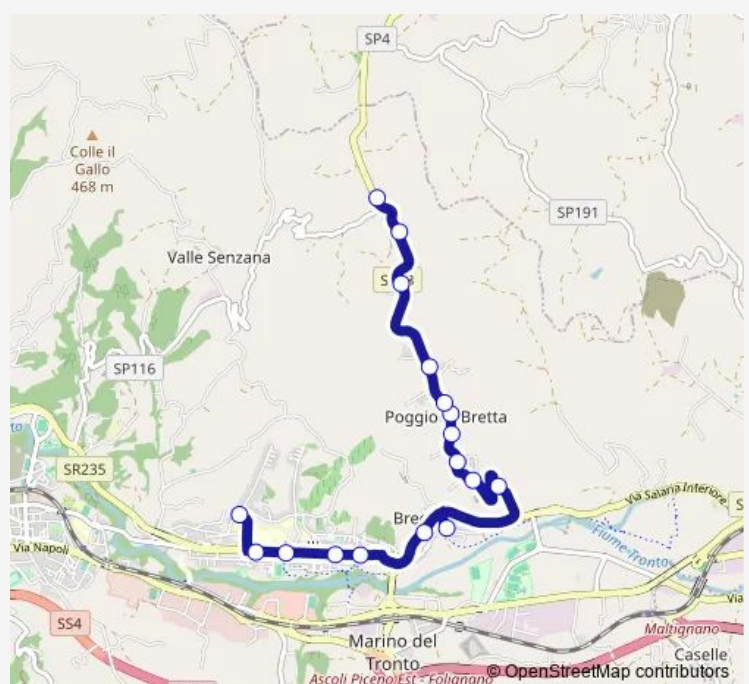 SP4
Colle il
Gallo
468 m
SP191
Valle Senzana
SP116
Poggio Bretta
SR235
Via Salaria Inferiore
Via Napoli
Fiume Tronto
SS4
Marino del
Tronto
Maltignano
Caselle
Ascoli Piceno Est - Folignano
© OpenStreetMap contributors